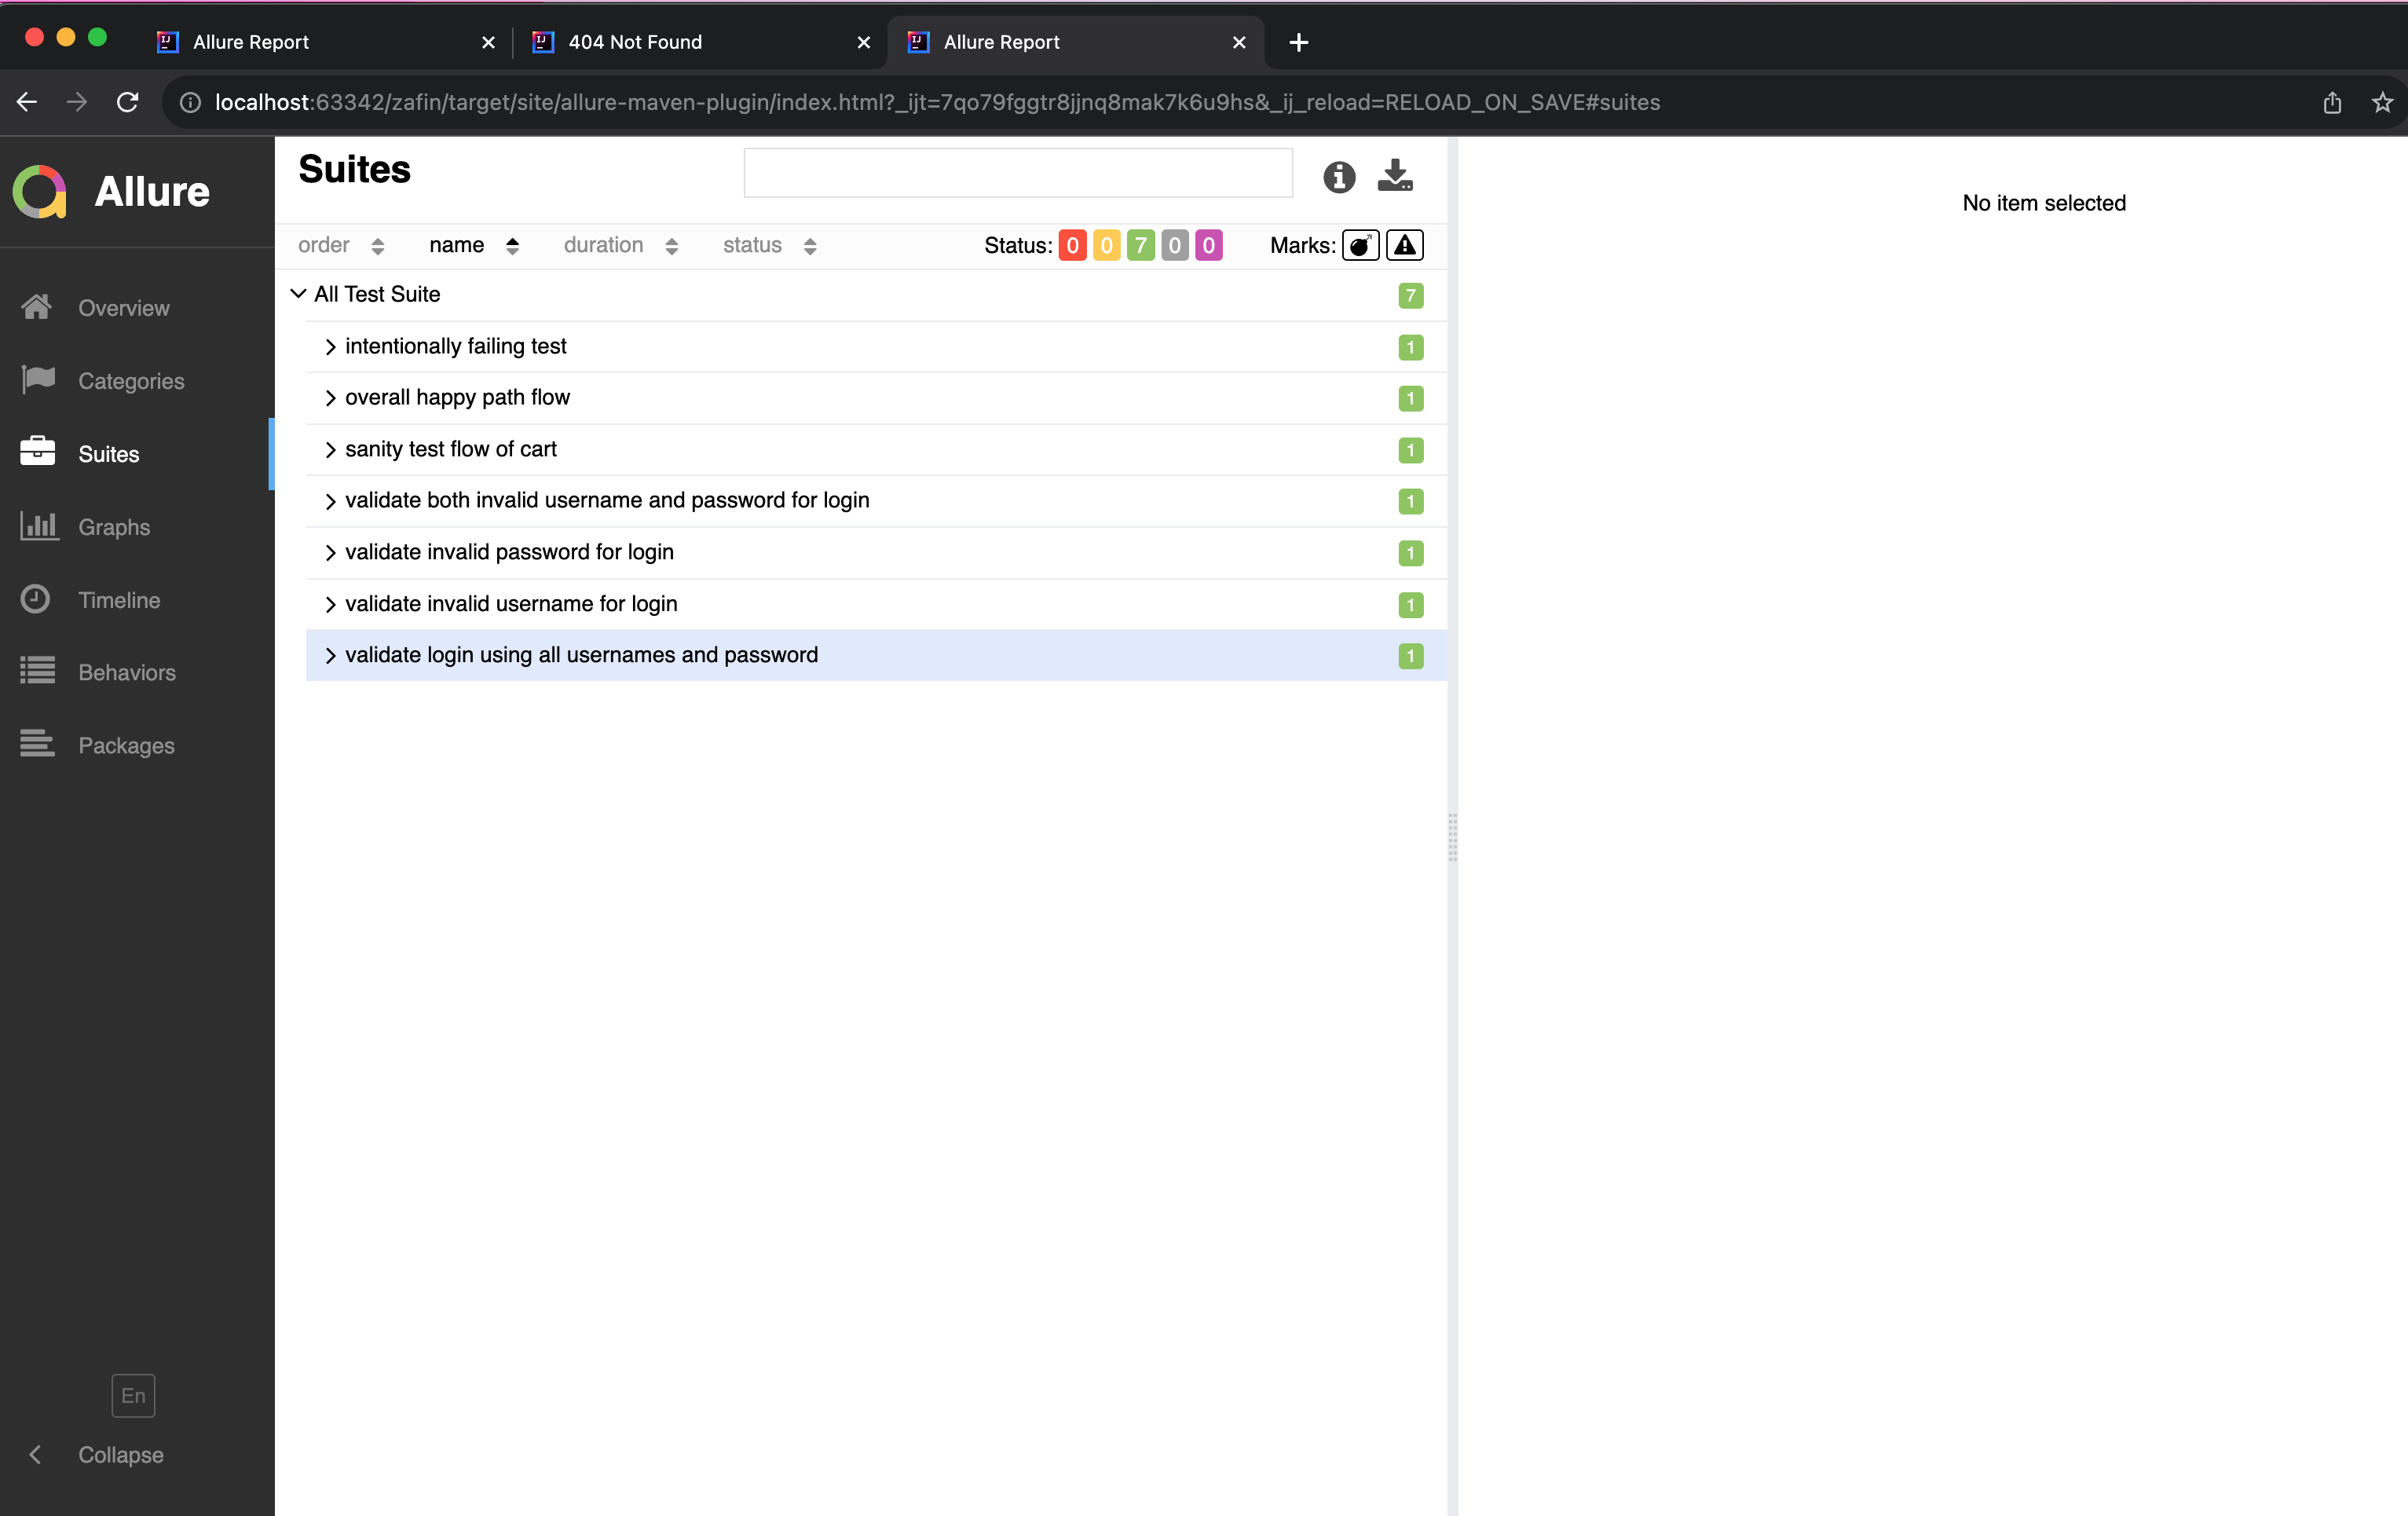 Allure Report
404 Not Found
Allure Report
localhost:63342/zafin/target/site/allure-maven-plugin/index.html?_ijt=7qo79fggtr8jjnq8mak7k6u9hs&_ij_reload=RELOAD_ON_SAVE#suites
Allure
Overview
Categories
Suites
Graphs
Timeline
Behaviors
Packages
En
Collapse
Suites
order name duration status Status: 0 0 7 0 0 Marks:
All Test Suite 7
intentionally failing test 1
overall happy path flow 1
sanity test flow of cart 1
validate both invalid username and password for login 1
validate invalid password for login 1
validate invalid username for login 1
validate login using all usernames and password 1
No item selected